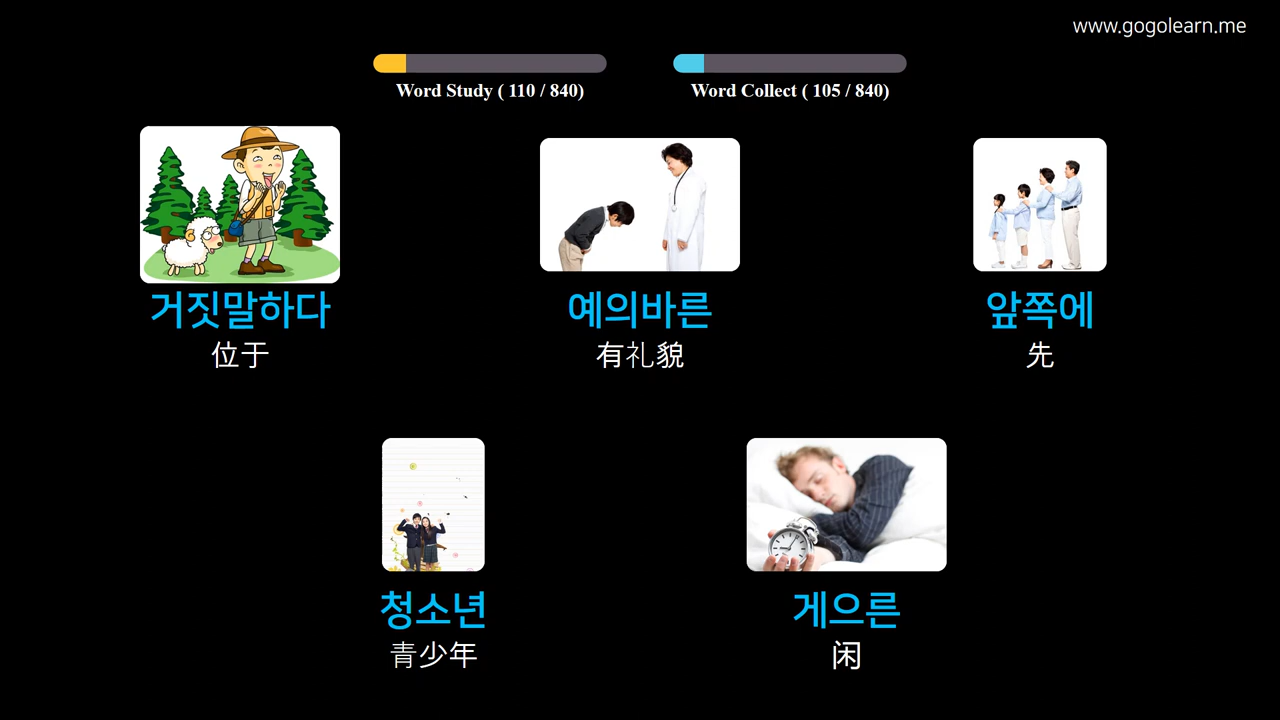 www.gogolearn.me
Word Study ( 110 / 840)
Word Collect ( 105 / 840)
거짓말하다
位于
예의바른
有礼貌
앞쪽에
先
청소년
青少年
게으른
闲